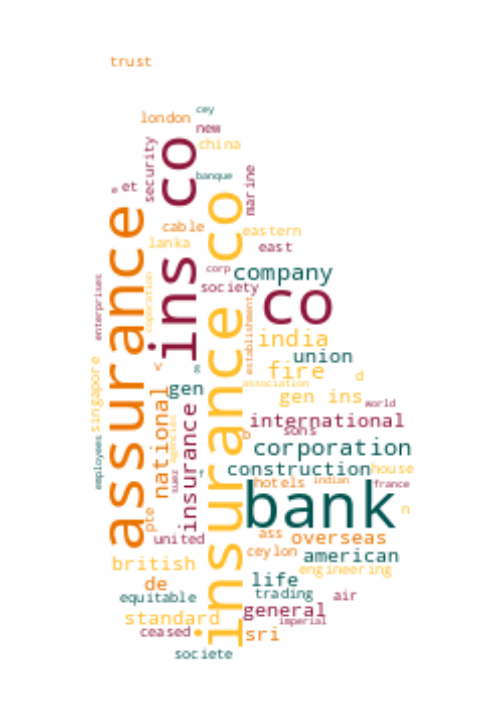 trust
cey
london
new
china
security
ins co
banque
marine
et
assurance
cable
eastern
lanka
east
corp
company
society
insurance co
co
enterprises
coporation
establishment
india
union
v
fire
d
association
singapore
gen
gen ins
world
national
insurance
international
sons
b
agencies
corporation
employees
construction
house
suez
f
hotels
indian
france
bank
pte
n
united
ass
overseas
ceylon
american
british
engineering
de
life
equitable
trading
air
standard
general
imperial
ceased
sri
societe